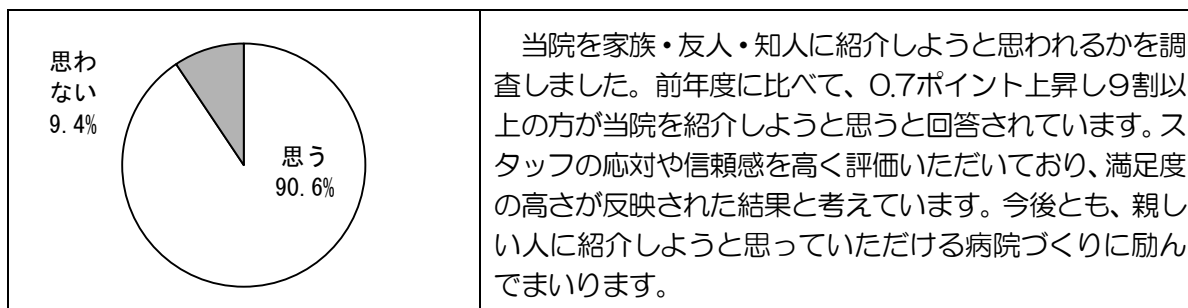 思わ
ない
9.4%
思う
90.6%
当院を家族・友人・知人に紹介しようと思われるかを調
査しました。前年度に比べて、0.7ポイント上昇し9割以
上の方が当院を紹介しようと思うと回答されています。ス
タッフの応対や信頼感を高く評価いただいており、満足度
の高さが反映された結果と考えています。今後とも、親し
い人に紹介しようと思っていただける病院づくりに励ん
でまいります。